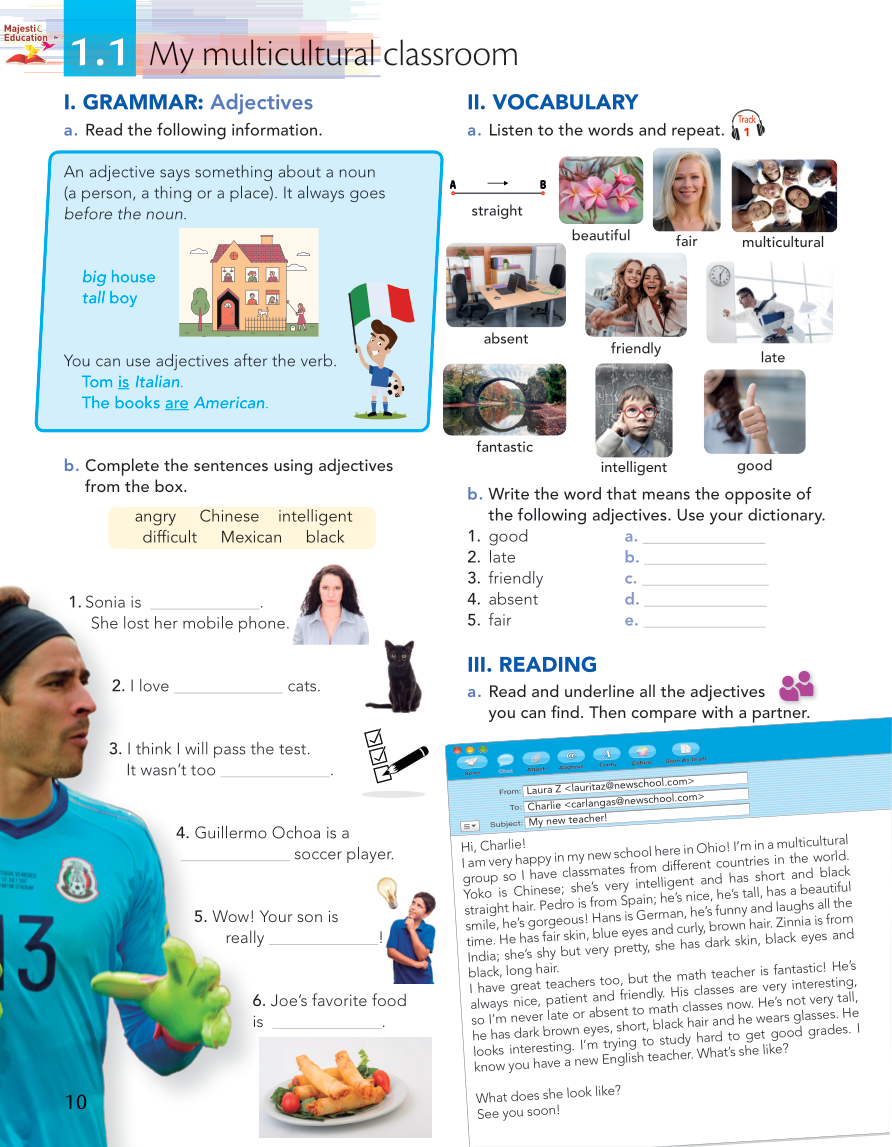 Majestic
Education
1.1 My multicultural classroom
I. GRAMMAR: Adjectives
a. Read the following information.
An adjective says something about a noun
(a person, a thing or a place). It always goes
before the noun.
big house
tall boy
You can use adjectives after the verb.
Tom is Italian.
The books are American.
b. Complete the sentences using adjectives
from the box.
angry Chinese intelligent
difficult Mexican black
1. Sonia is ____________.
She lost her mobile phone.
2. I love ____________ cats.
3. I think I will pass the test.
It wasn't too ____________.
4. Guillermo Ochoa is a
____________ soccer player.
5. Wow! Your son is
really ____________!
6. Joe's favorite food
is ____________.
13
10
II. VOCABULARY
a. Listen to the words and repeat.
Track
1
A B
straight
beautiful
fair
multicultural
absent
friendly
late
fantastic
intelligent
good
b. Write the word that means the opposite of
the following adjectives. Use your dictionary.
1. good a. ____________
2. late b. ____________
3. friendly c. ____________
4. absent d. ____________
5. fair e. ____________
III. READING
a. Read and underline all the adjectives
you can find. Then compare with a partner.
Send Chat Attach Address Fonts Colors Save As Draft
From: Laura Z <lauritaz@newschool.com>
To: Charlie <carlangas@newschool.com>
Subject: My new teacher!
Hi, Charlie!
I am very happy in my new school here in Ohio! I'm in a multicultural
group so I have classmates from different countries in the world.
Yoko is Chinese; she's very intelligent and has short and black
straight hair. Pedro is from Spain; he's nice, he's tall, has a beautiful
smile, he's gorgeous! Hans is German, he's funny and laughs all the
time. He has fair skin, blue eyes and curly, brown hair. Zinnia is from
India; she's shy but very pretty, she has dark skin, black eyes and
black, long hair.
I have great teachers too, but the math teacher is fantastic! He's
always nice, patient and friendly. His classes are very interesting,
so I'm never late or absent to math classes now. He's not very tall,
he has dark brown eyes, short, black hair and he wears glasses. He
looks interesting. I'm trying to study hard to get good grades. I
know you have a new English teacher. What's she like?
What does she look like?
See you soon!